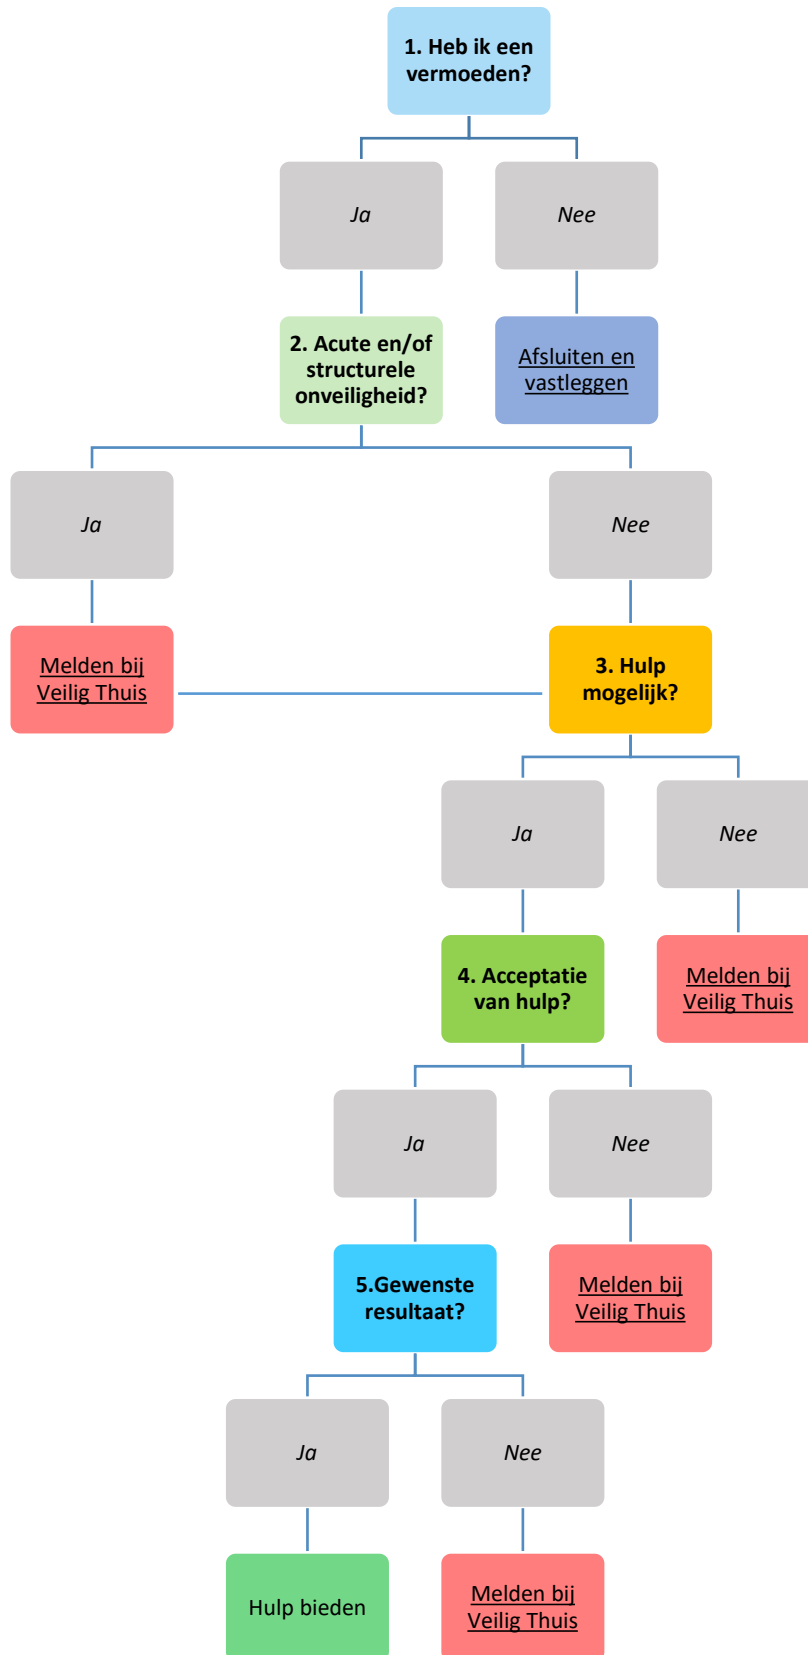 1. Heb ik een
vermoeden?
Ja
Nee
2. Acute en/of
structurele
onveiligheid?
Afsluiten en
vastleggen
Ja
Nee
Melden bij
Veilig Thuis
3. Hulp
mogelijk?
Ja
Nee
4. Acceptatie
van hulp?
Melden bij
Veilig Thuis
Ja
Nee
5.Gewenste
resultaat?
Melden bij
Veilig Thuis
Ja
Nee
Hulp bieden
Melden bij
Veilig Thuis